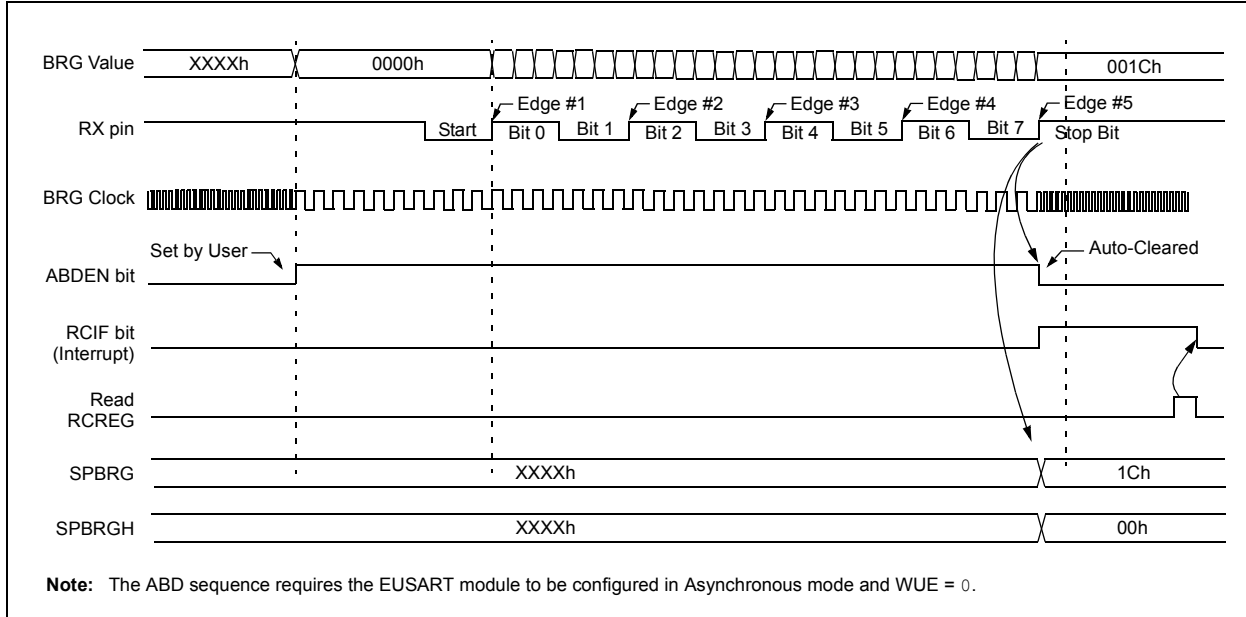 BRG Value XXXXh 0000h 001Ch
Edge #1 Edge #2 Edge #3 Edge #4 Edge #5
RX pin Start Bit 0 Bit 1 Bit 2 Bit 3 Bit 4 Bit 5 Bit 6 Bit 7 Stop Bit
BRG Clock
Set by User Auto-Cleared
ABDEN bit
RCIF bit
(Interrupt)
Read
RCREG
SPBRG XXXXh 1Ch
SPBRGH XXXXh 00h
Note: The ABD sequence requires the EUSART module to be configured in Asynchronous mode and WUE = 0.